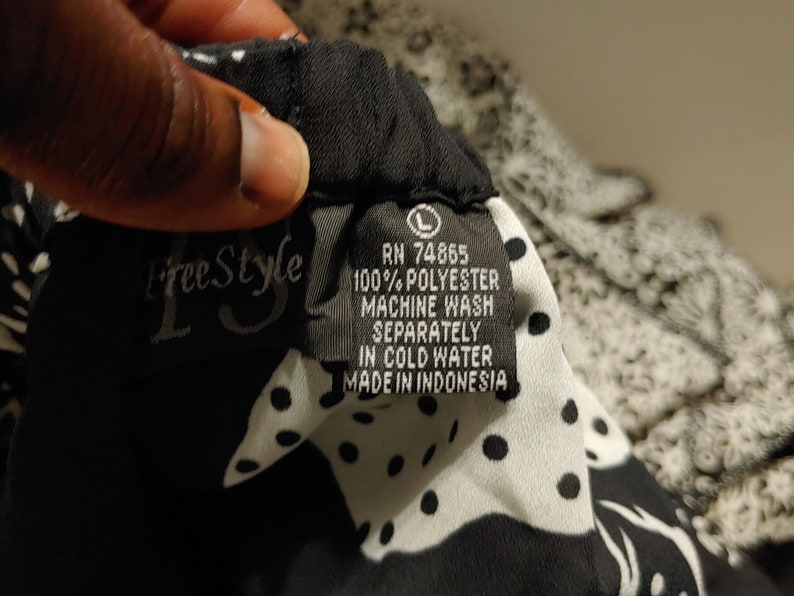 FreeStyle
L
RN 74865
100% POLYESTER
MACHINE WASH
SEPARATELY
IN COLD WATER
MADE IN INDONESIA